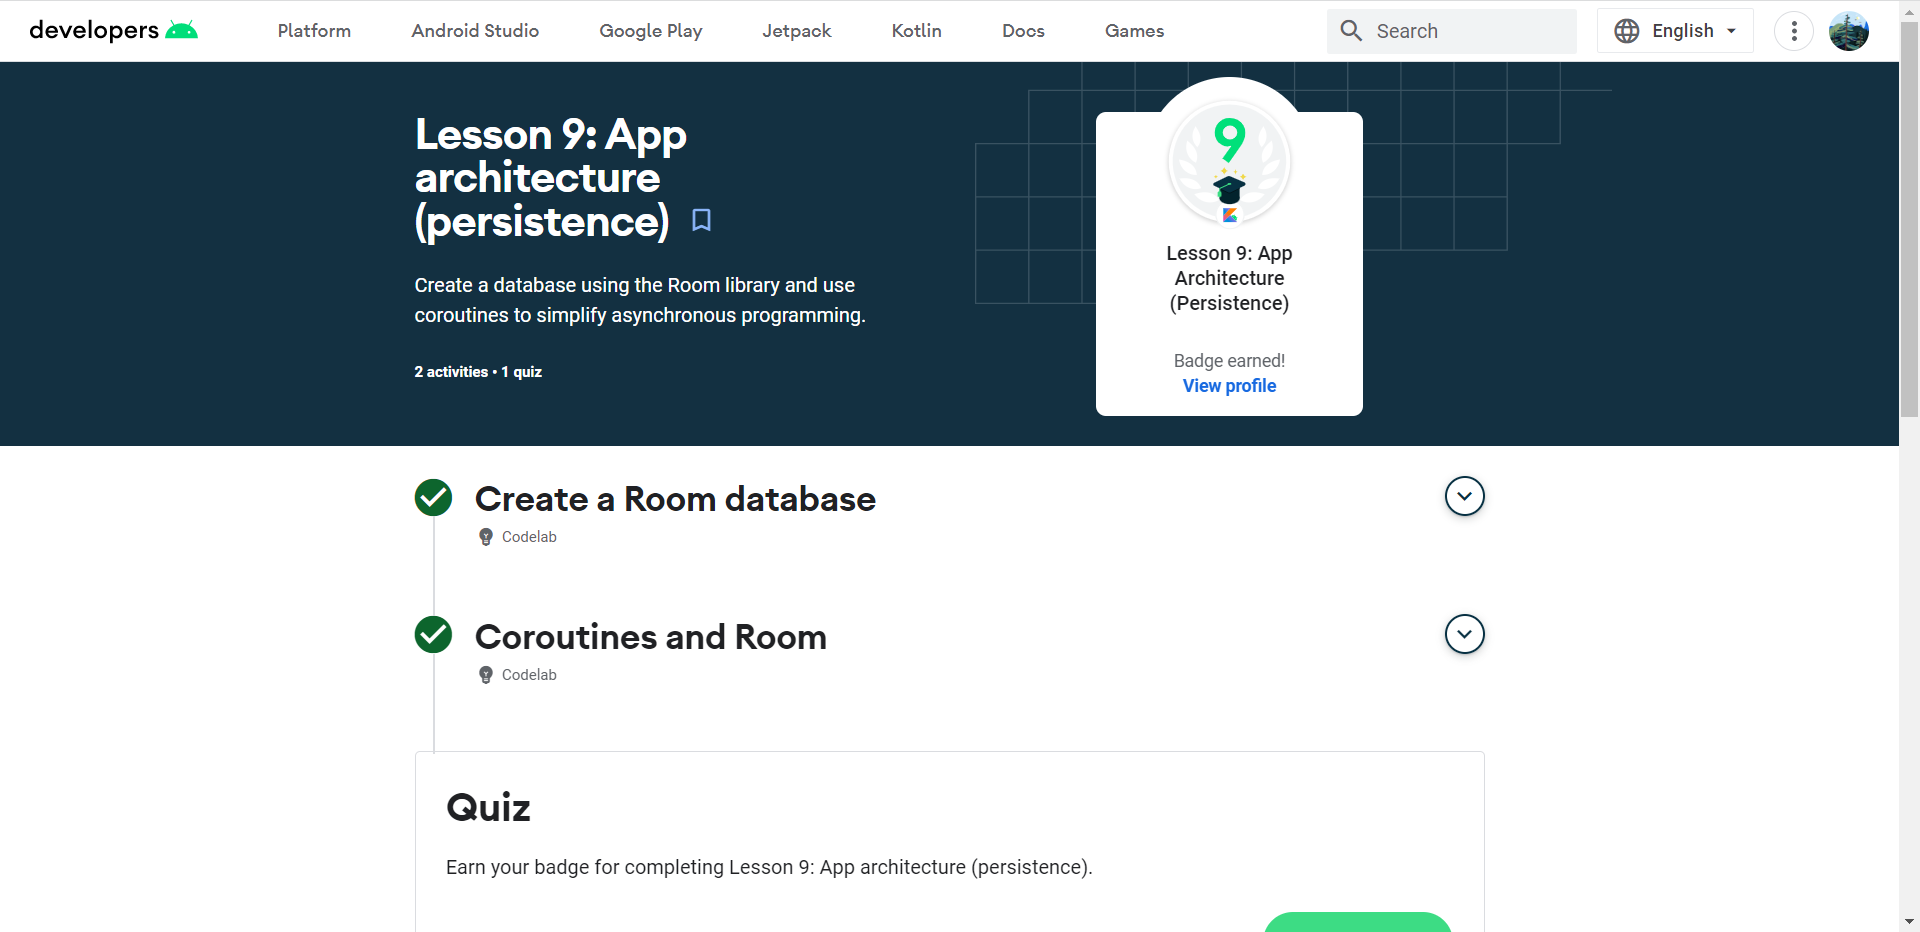 developers
Platform
Android Studio
Google Play
Jetpack
Kotlin
Docs
Games
Search
English
Lesson 9: App
architecture
(persistence)
Create a database using the Room library and use
coroutines to simplify asynchronous programming.
2 activities • 1 quiz
9
Lesson 9: App
Architecture
(Persistence)
Badge earned!
View profile
Create a Room database
Codelab
Coroutines and Room
Codelab
Quiz
Earn your badge for completing Lesson 9: App architecture (persistence).